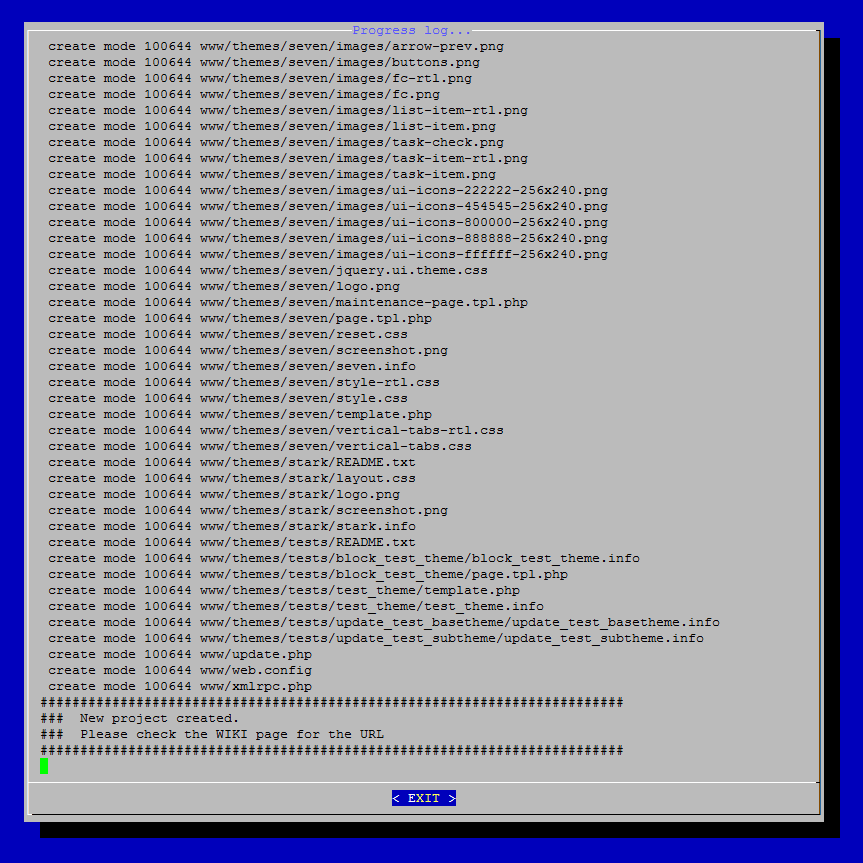 Progress log...
create mode 100644 www/themes/seven/images/arrow-prev.png
create mode 100644 www/themes/seven/images/buttons.png
create mode 100644 www/themes/seven/images/fc-rtl.png
create mode 100644 www/themes/seven/images/fc.png
create mode 100644 www/themes/seven/images/list-item-rtl.png
create mode 100644 www/themes/seven/images/list-item.png
create mode 100644 www/themes/seven/images/task-check.png
create mode 100644 www/themes/seven/images/task-item-rtl.png
create mode 100644 www/themes/seven/images/task-item.png
create mode 100644 www/themes/seven/images/ui-icons-222222-256x240.png
create mode 100644 www/themes/seven/images/ui-icons-454545-256x240.png
create mode 100644 www/themes/seven/images/ui-icons-800000-256x240.png
create mode 100644 www/themes/seven/images/ui-icons-888888-256x240.png
create mode 100644 www/themes/seven/images/ui-icons-ffffff-256x240.png
create mode 100644 www/themes/seven/jquery.ui.theme.css
create mode 100644 www/themes/seven/logo.png
create mode 100644 www/themes/seven/maintenance-page.tpl.php
create mode 100644 www/themes/seven/page.tpl.php
create mode 100644 www/themes/seven/reset.css
create mode 100644 www/themes/seven/screenshot.png
create mode 100644 www/themes/seven/seven.info
create mode 100644 www/themes/seven/style-rtl.css
create mode 100644 www/themes/seven/style.css
create mode 100644 www/themes/seven/template.php
create mode 100644 www/themes/seven/vertical-tabs-rtl.css
create mode 100644 www/themes/seven/vertical-tabs.css
create mode 100644 www/themes/stark/README.txt
create mode 100644 www/themes/stark/layout.css
create mode 100644 www/themes/stark/logo.png
create mode 100644 www/themes/stark/screenshot.png
create mode 100644 www/themes/stark/stark.info
create mode 100644 www/themes/tests/README.txt
create mode 100644 www/themes/tests/block_test_theme/block_test_theme.info
create mode 100644 www/themes/tests/block_test_theme/page.tpl.php
create mode 100644 www/themes/tests/test_theme/template.php
create mode 100644 www/themes/tests/test_theme/test_theme.info
create mode 100644 www/themes/tests/update_test_basetheme/update_test_basetheme.info
create mode 100644 www/themes/tests/update_test_subtheme/update_test_subtheme.info
create mode 100644 www/update.php
create mode 100644 www/web.config
create mode 100644 www/xmlrpc.php
#########################################################################
###  New project created.
###  Please check the WIKI page for the URL
#########################################################################
< EXIT >